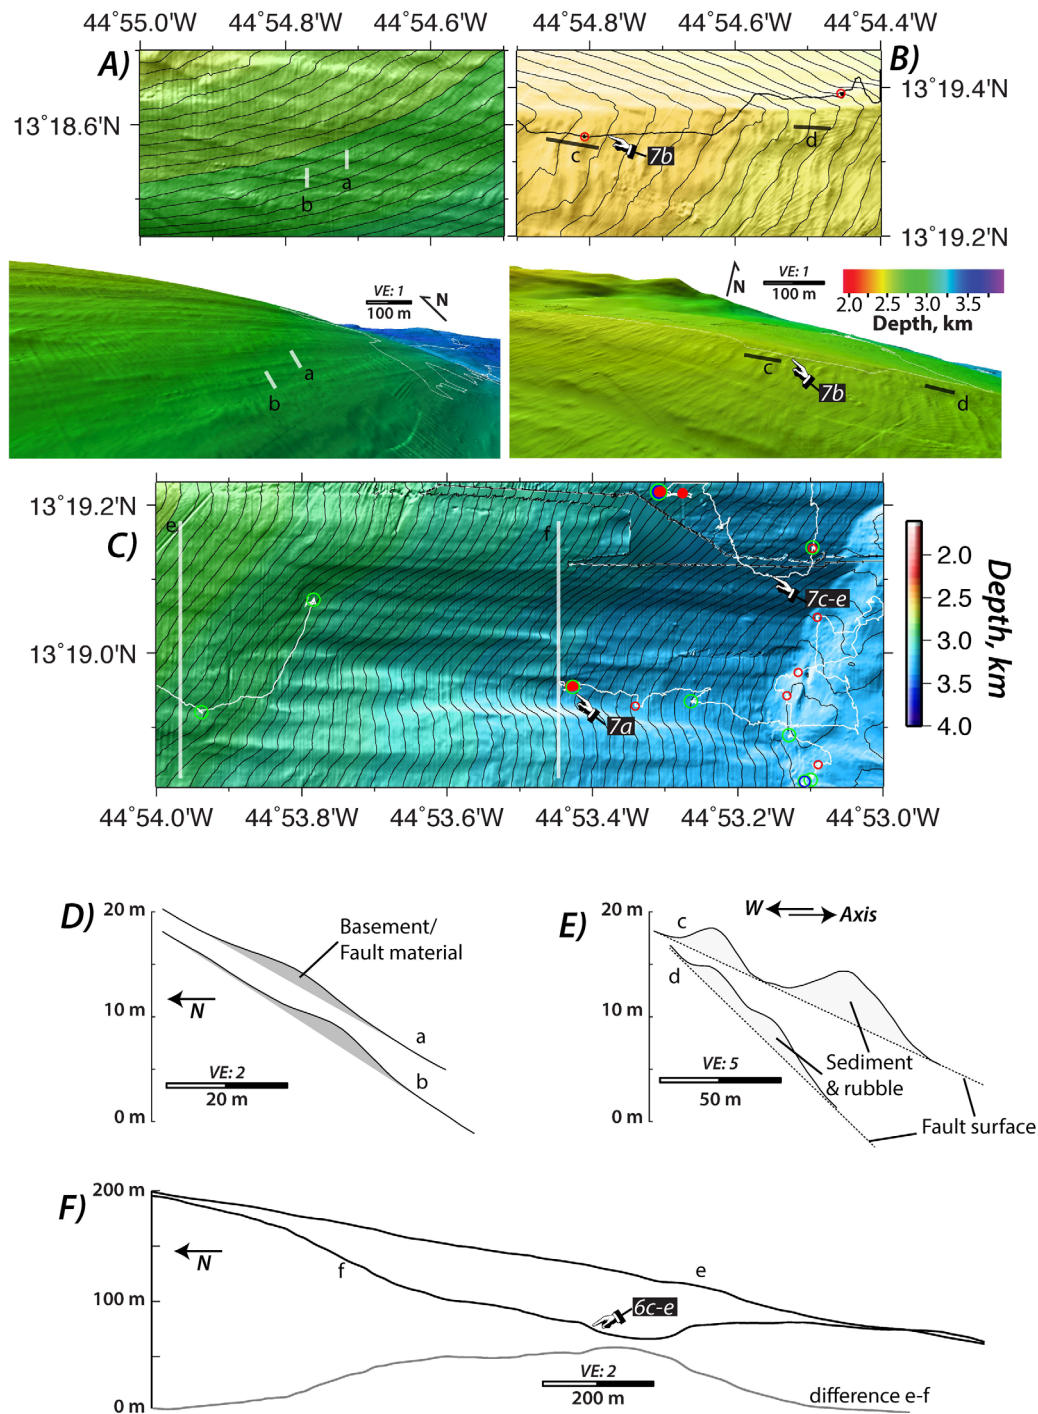 44˚55.0'W 44˚54.8'W 44˚54.6'W 44˚54.8'W 44˚54.6'W 44˚54.4'W
A) B)
13˚19.4'N
13˚18.6'N
d
c 7b
a
b
13˚19.2'N
VE: 1
100 m
N
N
VE: 1
100 m
2.0 2.5 3.0 3.5
Depth, km
a
b
c
7b
d
13˚19.2'N
e
f
C)
7c-e
13˚19.0'N
7a
2.0
2.5
3.0
3.5
4.0
Depth, km
44˚54.0'W 44˚53.8'W 44˚53.6'W 44˚53.4'W 44˚53.2'W 44˚53.0'W
D)
20 m
10 m
0 m
Basement/
Fault material
N
a
b
VE: 2
20 m
E)
W Axis
20 m
10 m
0 m
c
d
VE: 5
50 m
Sediment
& rubble
Fault surface
F)
200 m
100 m
0 m
N
f
e
6c-e
VE: 2
200 m
difference e-f